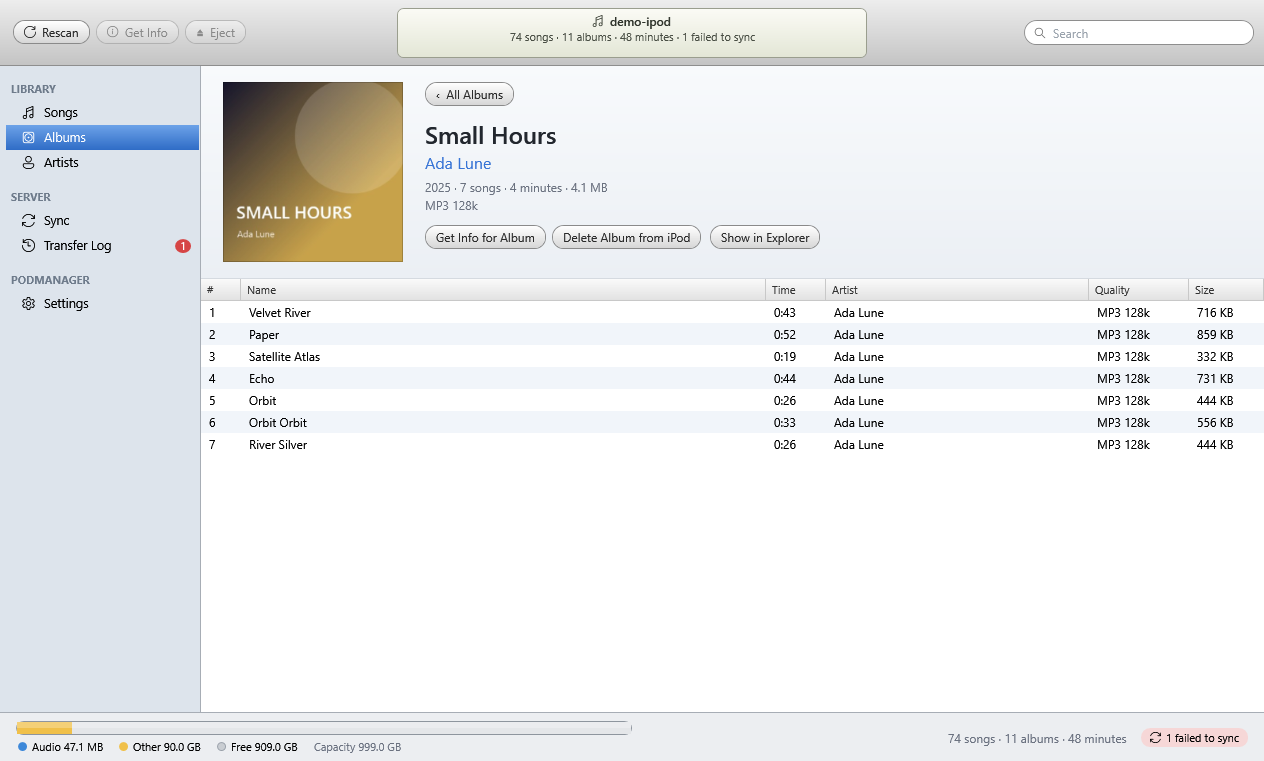 Rescan
Get Info
Eject
demo-ipod
74 songs · 11 albums · 48 minutes · 1 failed to sync
Search
LIBRARY
Songs
Albums
Artists
SERVER
Sync
Transfer Log
1
PODMANAGER
Settings
SMALL HOURS
Ada Lune
‹ All Albums
Small Hours
Ada Lune
2025 · 7 songs · 4 minutes · 4.1 MB
MP3 128k
Get Info for Album
Delete Album from iPod
Show in Explorer
# Name Time Artist Quality Size
1 Velvet River 0:43 Ada Lune MP3 128k 716 KB
2 Paper 0:52 Ada Lune MP3 128k 859 KB
3 Satellite Atlas 0:19 Ada Lune MP3 128k 332 KB
4 Echo 0:44 Ada Lune MP3 128k 731 KB
5 Orbit 0:26 Ada Lune MP3 128k 444 KB
6 Orbit Orbit 0:33 Ada Lune MP3 128k 556 KB
7 River Silver 0:26 Ada Lune MP3 128k 444 KB
Audio 47.1 MB Other 90.0 GB Free 909.0 GB Capacity 999.0 GB
74 songs · 11 albums · 48 minutes
1 failed to sync